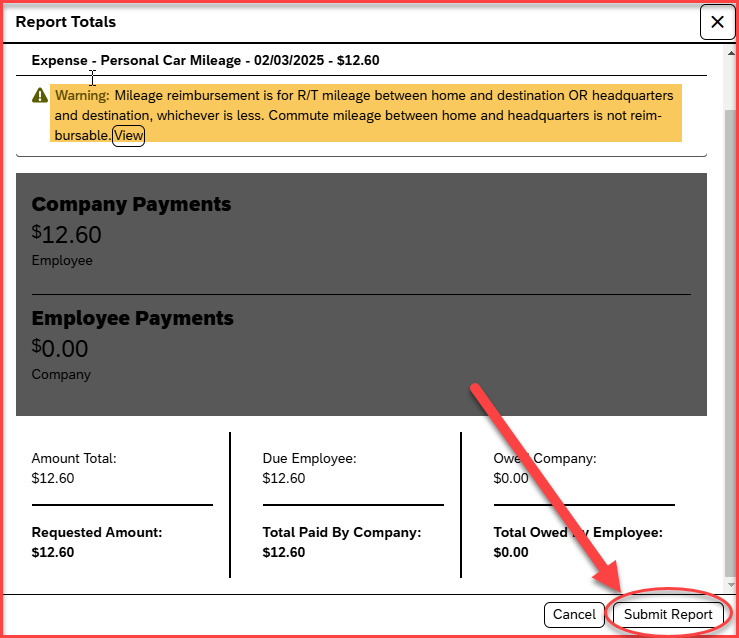 Report Totals
Expense - Personal Car Mileage - 02/03/2025 - $12.60
Warning: Mileage reimbursement is for R/T mileage between home and destination OR headquarters
and destination, whichever is less. Commute mileage between home and headquarters is not reim-
bursable. View
Company Payments
$12.60
Employee
Employee Payments
$0.00
Company
Amount Total:
$12.60
Due Employee:
$12.60
Owed Company:
$0.00
Requested Amount:
$12.60
Total Paid By Company:
$12.60
Total Owed By Employee:
$0.00
Cancel
Submit Report